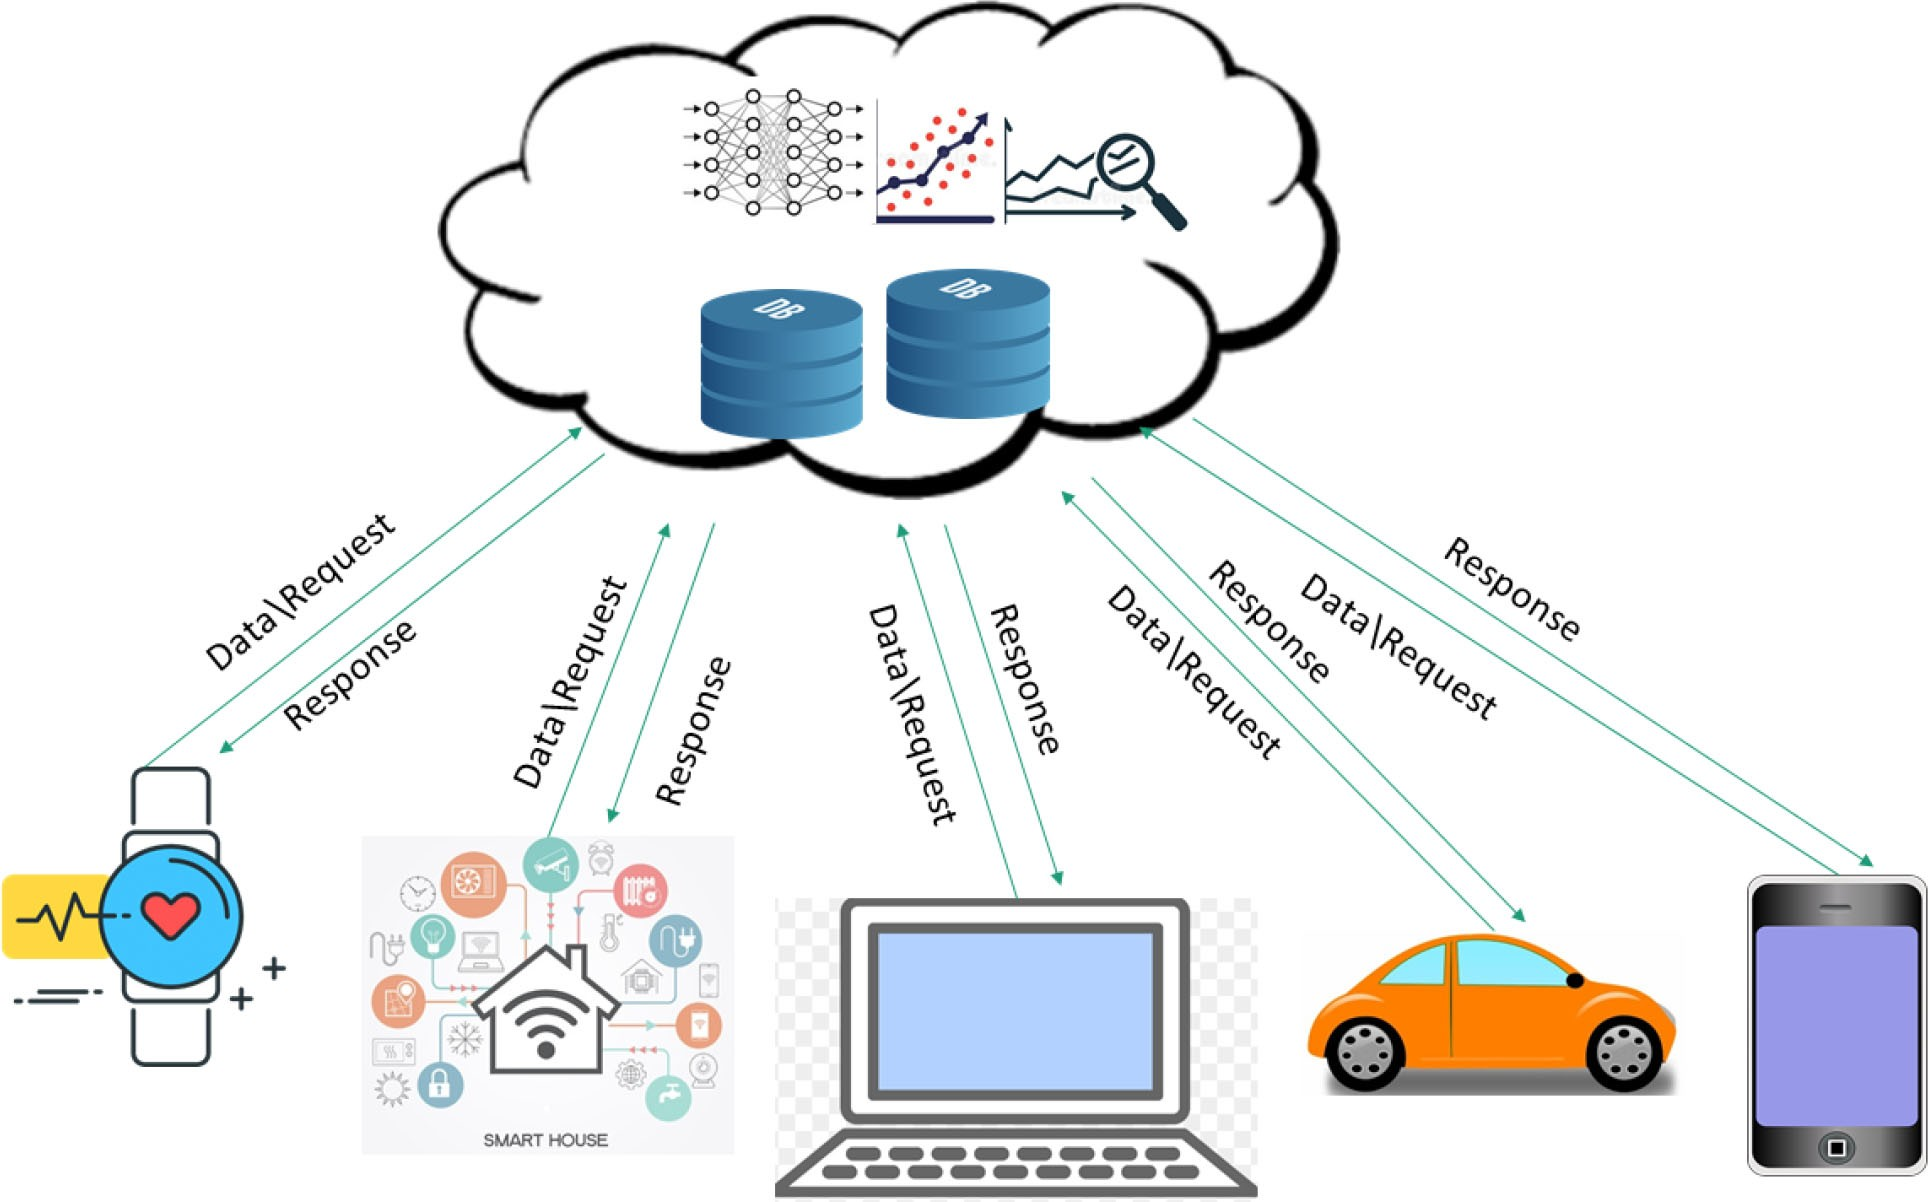 DB
DB
Data\Request
Response
Data\Request
Response
Data\Request
Response
Data\Request
Response
Data\Request
Response
SMART HOUSE